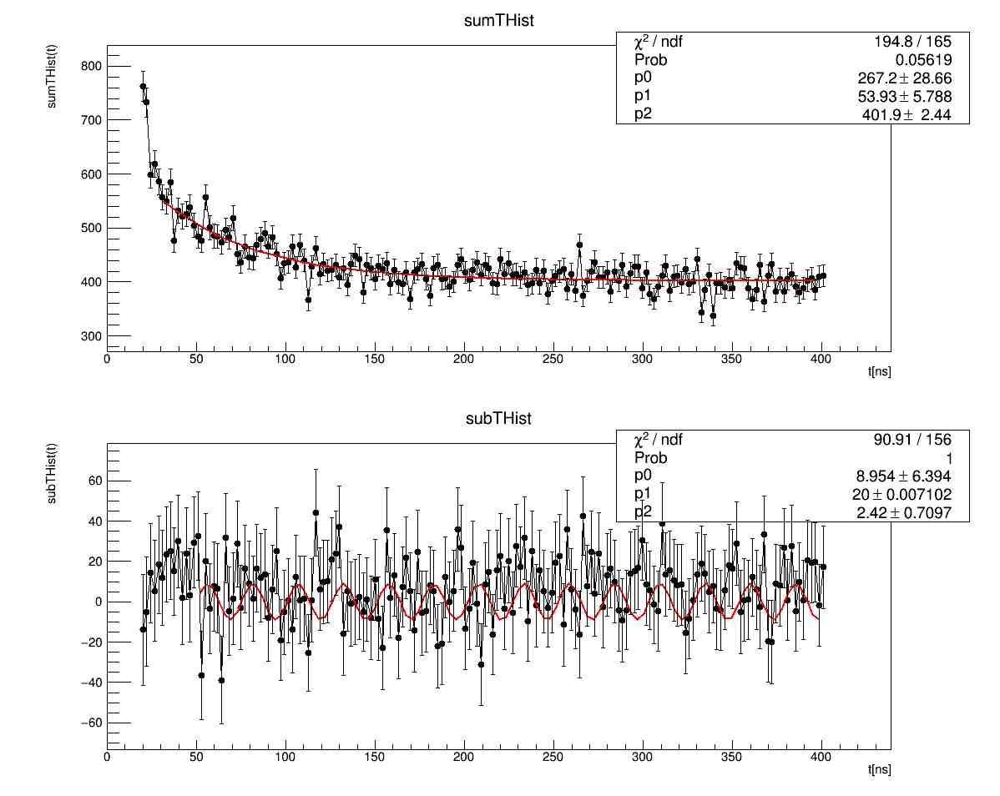 sumTHist
sumTHist(t)
χ² / ndf 194.8 / 165
Prob 0.05619
p0 267.2 ± 28.66
p1 53.93 ± 5.788
p2 401.9 ± 2.44
800
700
600
500
400
300
0 50 100 150 200 250 300 350 400
t[ns]
subTHist
subTHist(t)
χ² / ndf 90.91 / 156
Prob 1
p0 8.954 ± 6.394
p1 20 ± 0.007102
p2 2.42 ± 0.7097
60
40
20
0
−20
−40
−60
0 50 100 150 200 250 300 350 400
t[ns]